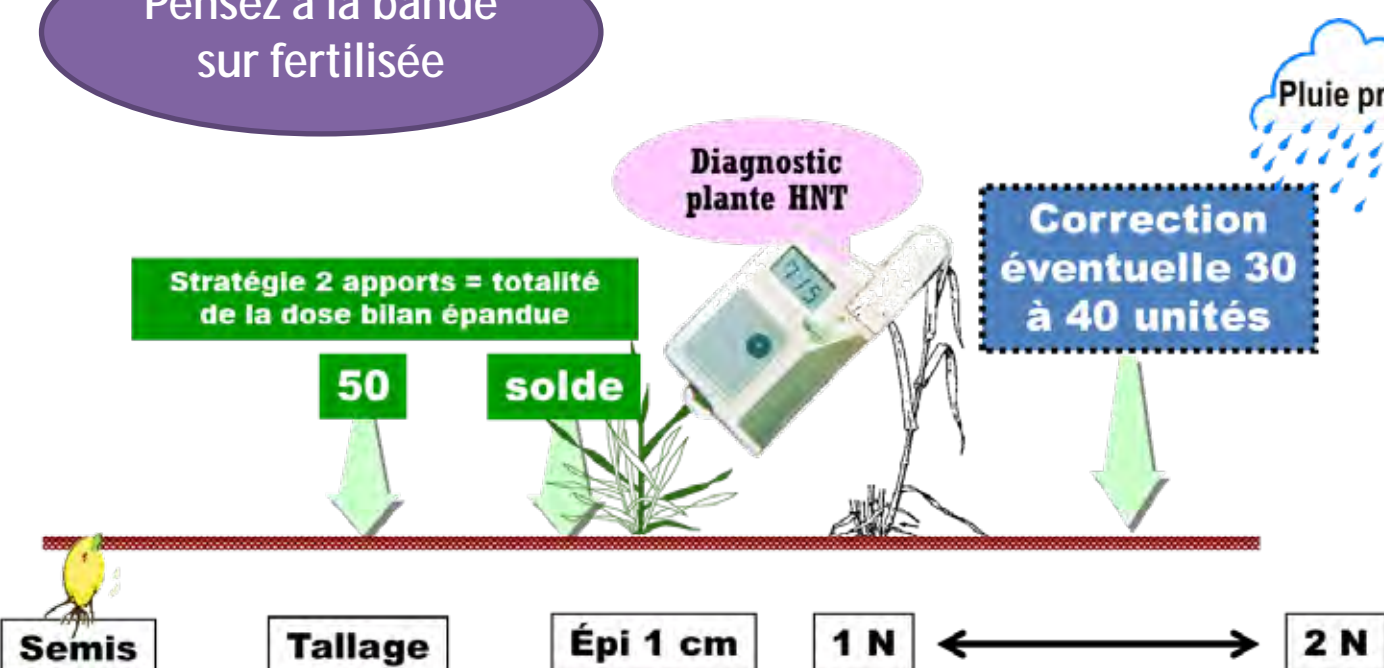 Pensez à la bande
sur fertilisée
Pluie
Diagnostic
plante HNT
715
Correction
éventuelle 30
à 40 unités
Stratégie 2 apports = totalité
de la dose bilan épandue
50
solde
Semis
Tallage
Épi 1 cm
1 N
2 N